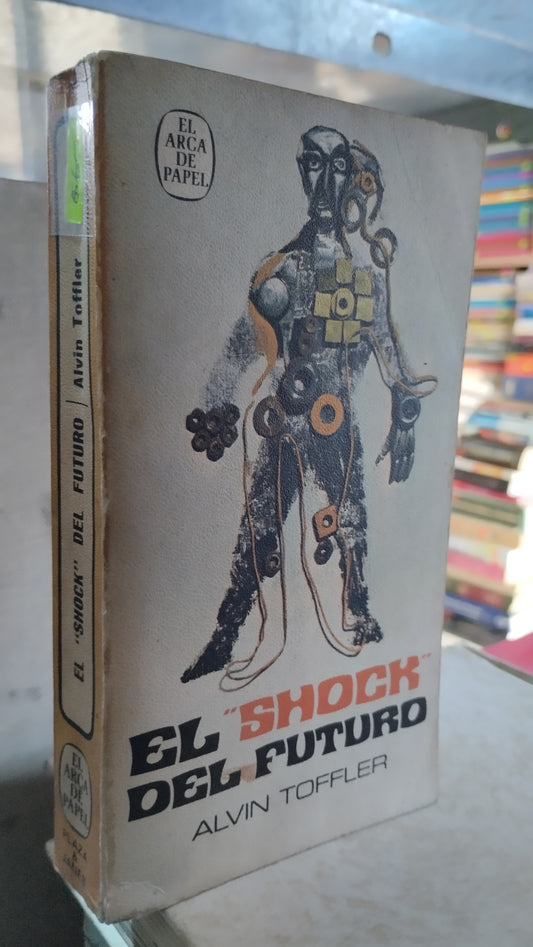 EL
ARCA
DE
PAPEL
EL "SHOCK"
DEL FUTURO
ALVIN TOFFLER
EL "SHOCK" DEL FUTURO | Alvin Toffler
EL
ARCA
DE
PAPEL
PLAZA
&
JANES